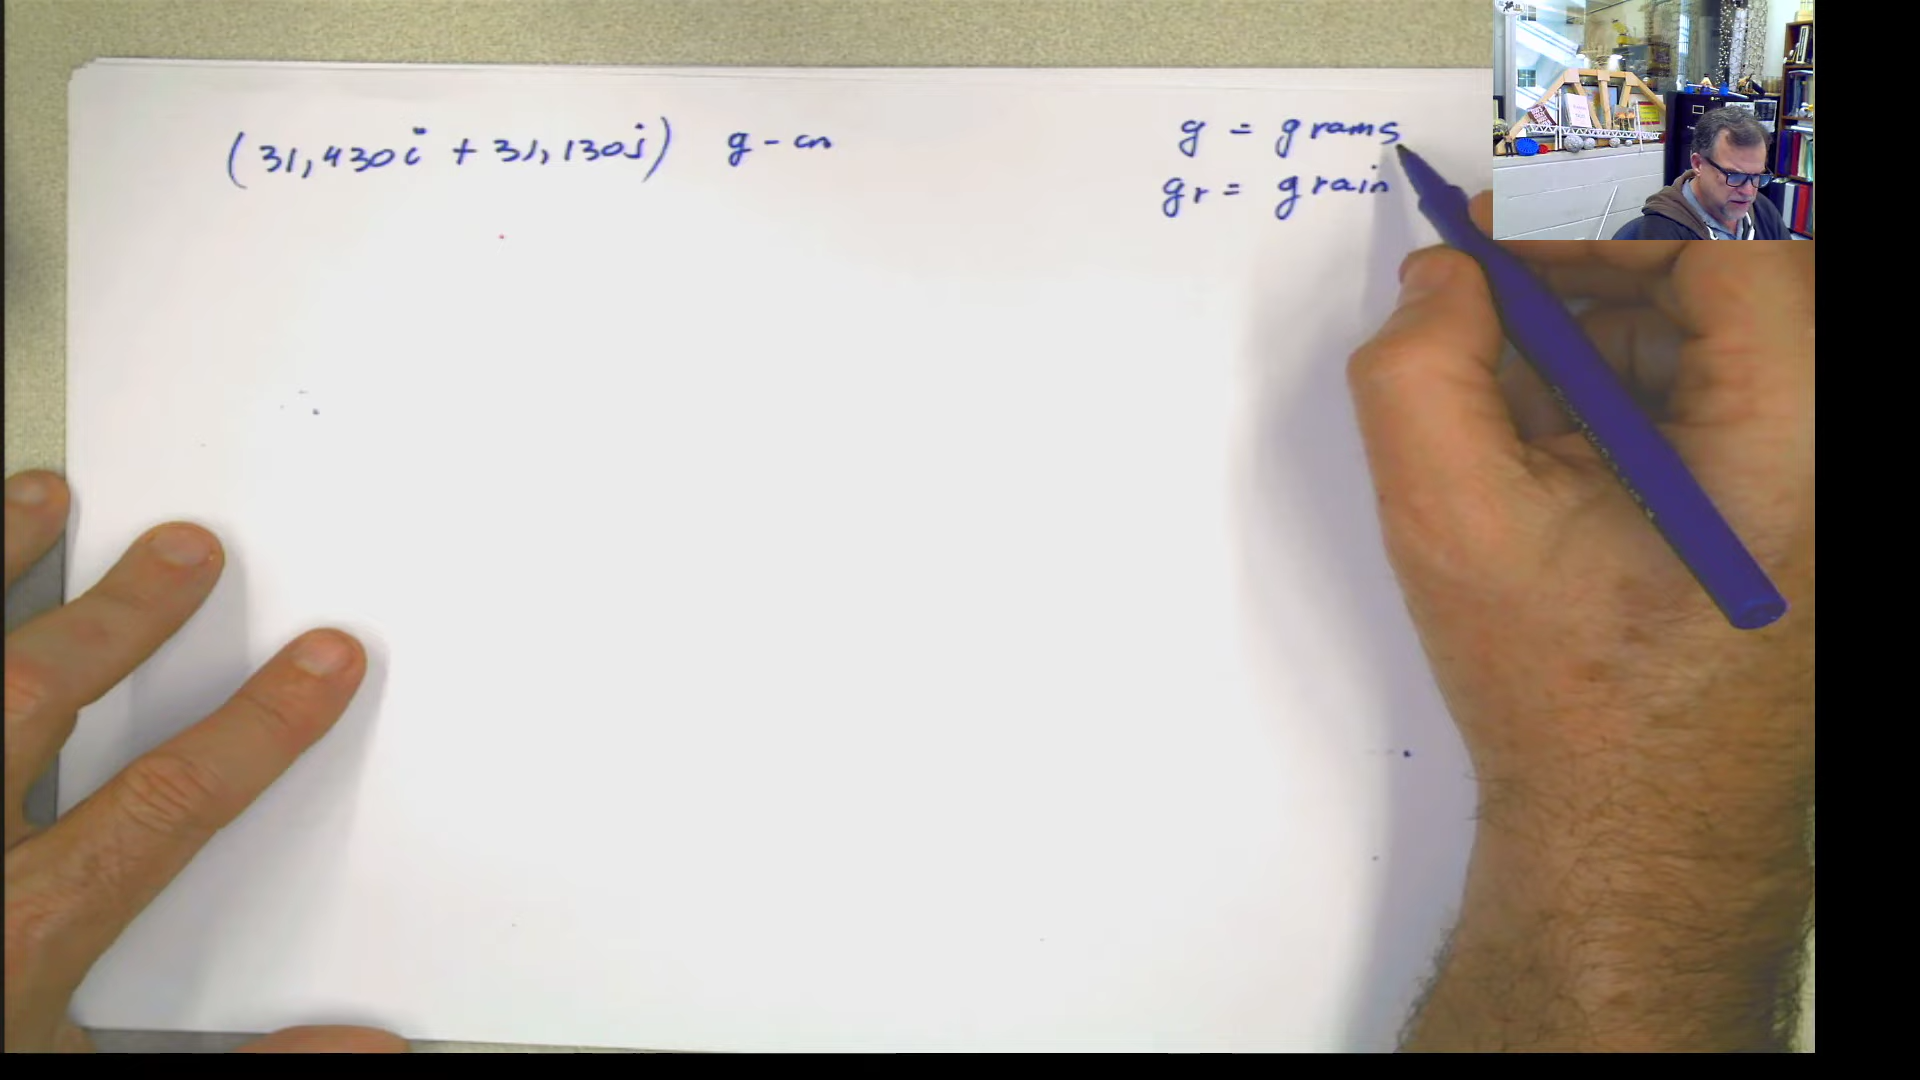 (31,430i + 31,130j) g-cm
g = grams
gr = grain